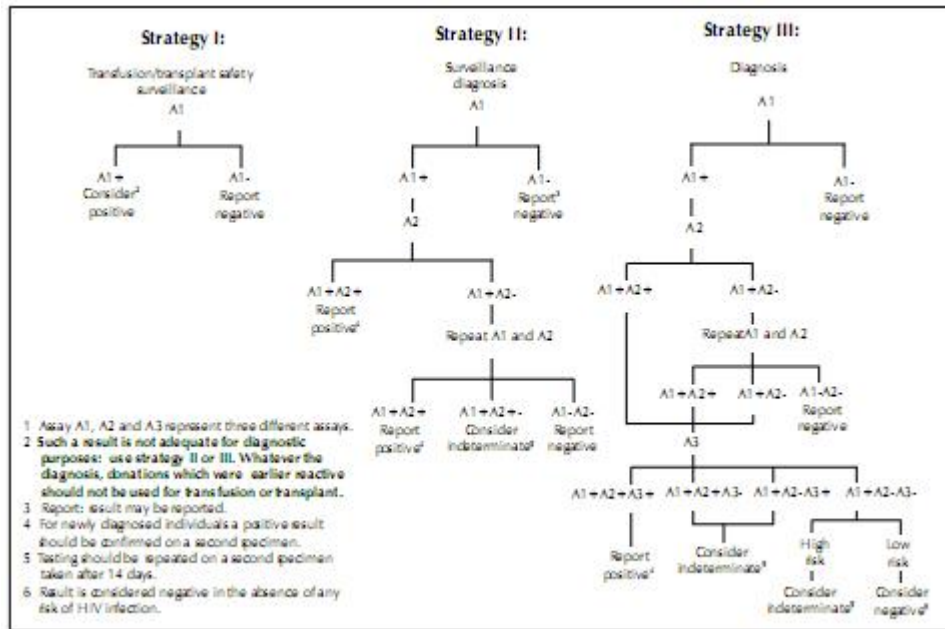 Strategy I:
Transfusion/transplant safety
surveillance
A1
A1+
Consider²
positive
A1-
Report
negative
Strategy II:
Surveillance
diagnosis
A1
A1+
A1-
Report³
negative
A2
A1+A2+
Report
positive⁴
A1+A2-
Repeat A1 and A2
A1+A2+
Report
positive⁴
A1+A2+-
Consider
indeterminate⁵
A1-A2-
Report
negative
Strategy III:
Diagnosis
A1
A1+
A1-
Report
negative
A2
A1+A2+
A1+A2-
Repeat A1 and A2
A1+A2+
A1+A2-
A1-A2-
Report
negative
A3
A1+A2+A3+
A1+A2+A3-
A1+A2-A3+
A1+A2-A3-
Report
positive⁴
Consider
indeterminate⁵
High
risk
Consider
indeterminate⁵
Low
risk
Consider
negative⁶
1 Assay A1, A2 and A3 represent three different assays.
2 Such a result is not adequate for diagnostic
purposes: use strategy II or III. Whatever the
diagnosis, donations which were earlier reactive
should not be used for transfusion or transplant.
3 Report: result may be reported.
4 For newly diagnosed individuals a positive result
should be confirmed on a second specimen.
5 Testing should be repeated on a second specimen
taken after 14 days.
6 Result is considered negative in the absence of any
risk of HIV infection.